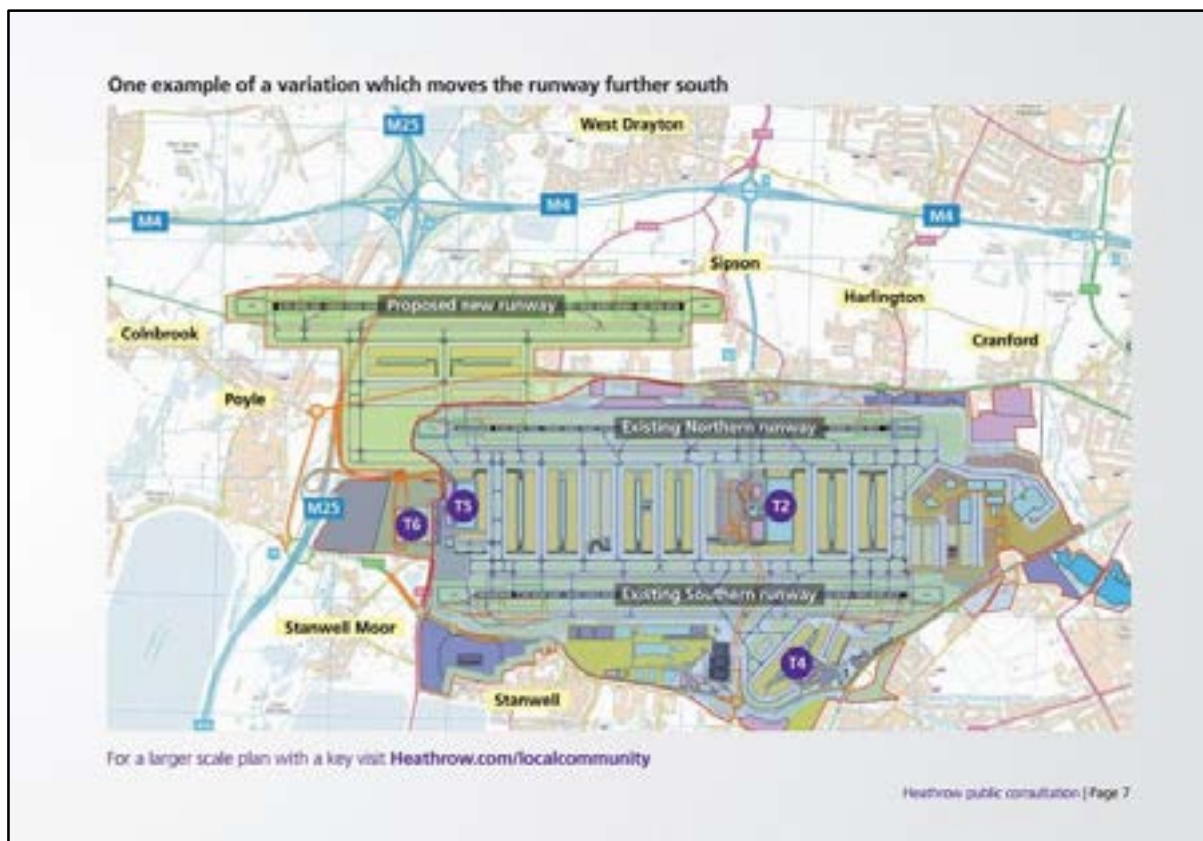 One example of a variation which moves the runway further south
M25
West Drayton
M4
M4
M4
Sipson
Harlington
Proposed new runway
Colnbrook
Cranford
Poyle
Existing Northern runway
M25
T6
T5
T2
Existing Southern runway
Stanwell Moor
T4
Stanwell
For a larger scale plan with a key visit Heathrow.com/localcommunity
Heathrow public consultation | Page 7